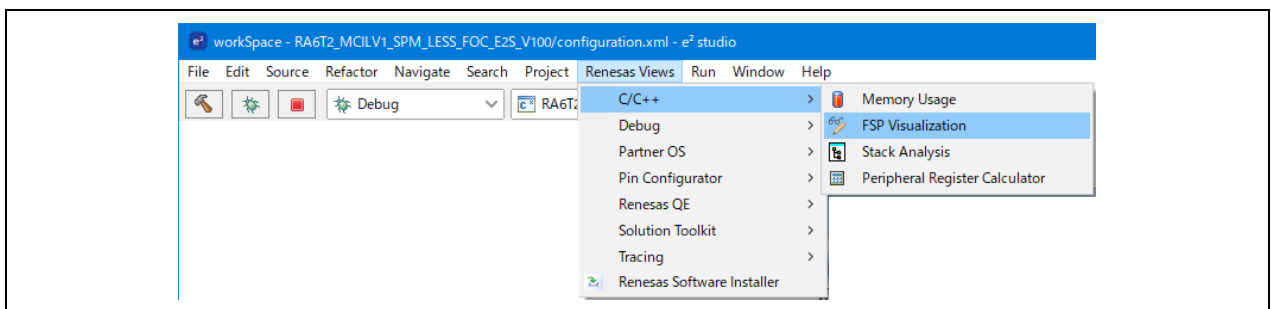 workSpace - RA6T2_MCILV1_SPM_LESS_FOC_E2S_V100/configuration.xml - e² studio
File Edit Source Refactor Navigate Search Project Renesas Views Run Window Help
Debug
C/C++
Memory Usage
Debug
FSP Visualization
Partner OS
Stack Analysis
Pin Configurator
Peripheral Register Calculator
Renesas QE
Solution Toolkit
Tracing
Renesas Software Installer